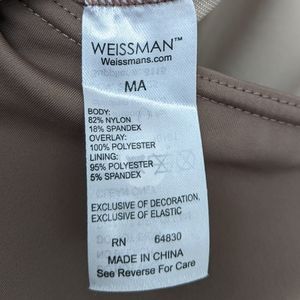 WEISSMAN™
Weissmans.com
MA
BODY:
82% NYLON
18% SPANDEX
OVERLAY:
100% POLYESTER
LINING:
95% POLYESTER
5% SPANDEX
EXCLUSIVE OF DECORATION,
EXCLUSIVE OF ELASTIC
RN 64830
MADE IN CHINA
See Reverse For Care